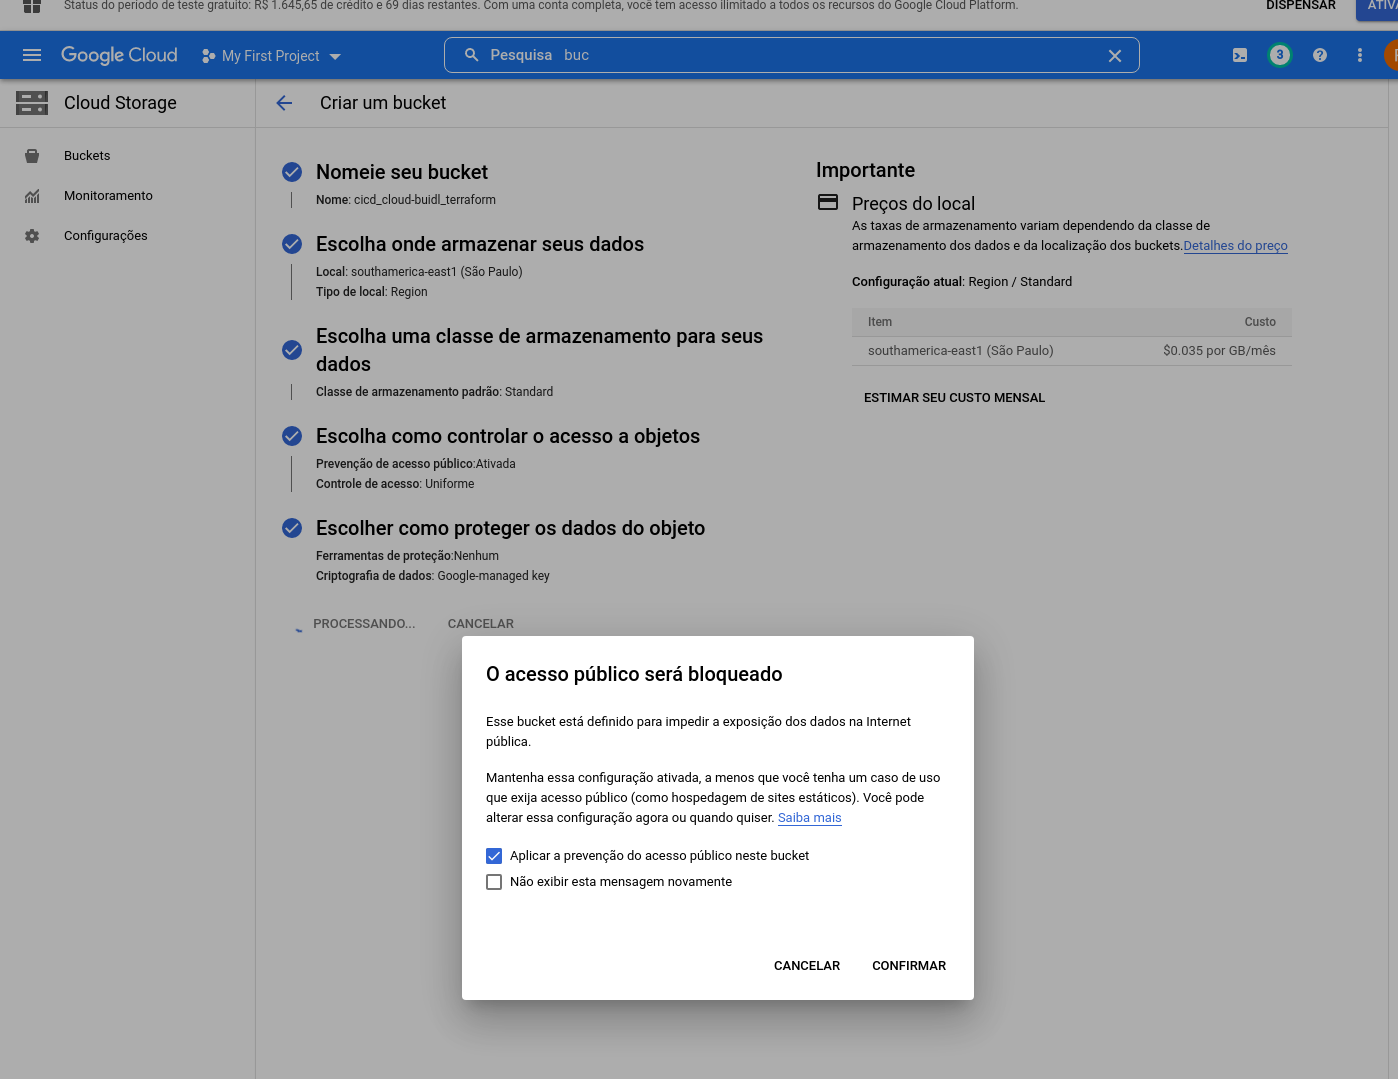 Status do período de teste gratuito: R$ 1.645,65 de crédito e 69 dias restantes. Com uma conta completa, você tem acesso ilimitado a todos os recursos do Google Cloud Platform.
DISPENSAR
Google Cloud
My First Project
Pesquisa buc
3
Cloud Storage
Criar um bucket
Buckets
Monitoramento
Configurações
Nomeie seu bucket
Nome: cicd_cloud-buidl_terraform
Escolha onde armazenar seus dados
Local: southamerica-east1 (São Paulo)
Tipo de local: Region
Escolha uma classe de armazenamento para seus
dados
Classe de armazenamento padrão: Standard
Escolha como controlar o acesso a objetos
Prevenção de acesso público:Ativada
Controle de acesso: Uniforme
Escolher como proteger os dados do objeto
Ferramentas de proteção:Nenhum
Criptografia de dados: Google-managed key
PROCESSANDO...
CANCELAR
Importante
Preços do local
As taxas de armazenamento variam dependendo da classe de
armazenamento dos dados e da localização dos buckets.Detalhes do preço
Configuração atual: Region / Standard
Item Custo
southamerica-east1 (São Paulo) $0.035 por GB/mês
ESTIMAR SEU CUSTO MENSAL
O acesso público será bloqueado
Esse bucket está definido para impedir a exposição dos dados na Internet
pública.
Mantenha essa configuração ativada, a menos que você tenha um caso de uso
que exija acesso público (como hospedagem de sites estáticos). Você pode
alterar essa configuração agora ou quando quiser. Saiba mais
Aplicar a prevenção do acesso público neste bucket
Não exibir esta mensagem novamente
CANCELAR
CONFIRMAR